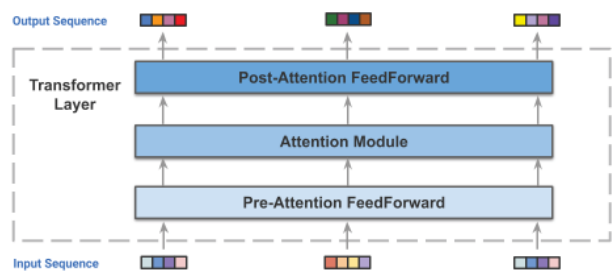 Output Sequence
Post-Attention FeedForward
Transformer
Layer
Attention Module
Pre-Attention FeedForward
Input Sequence